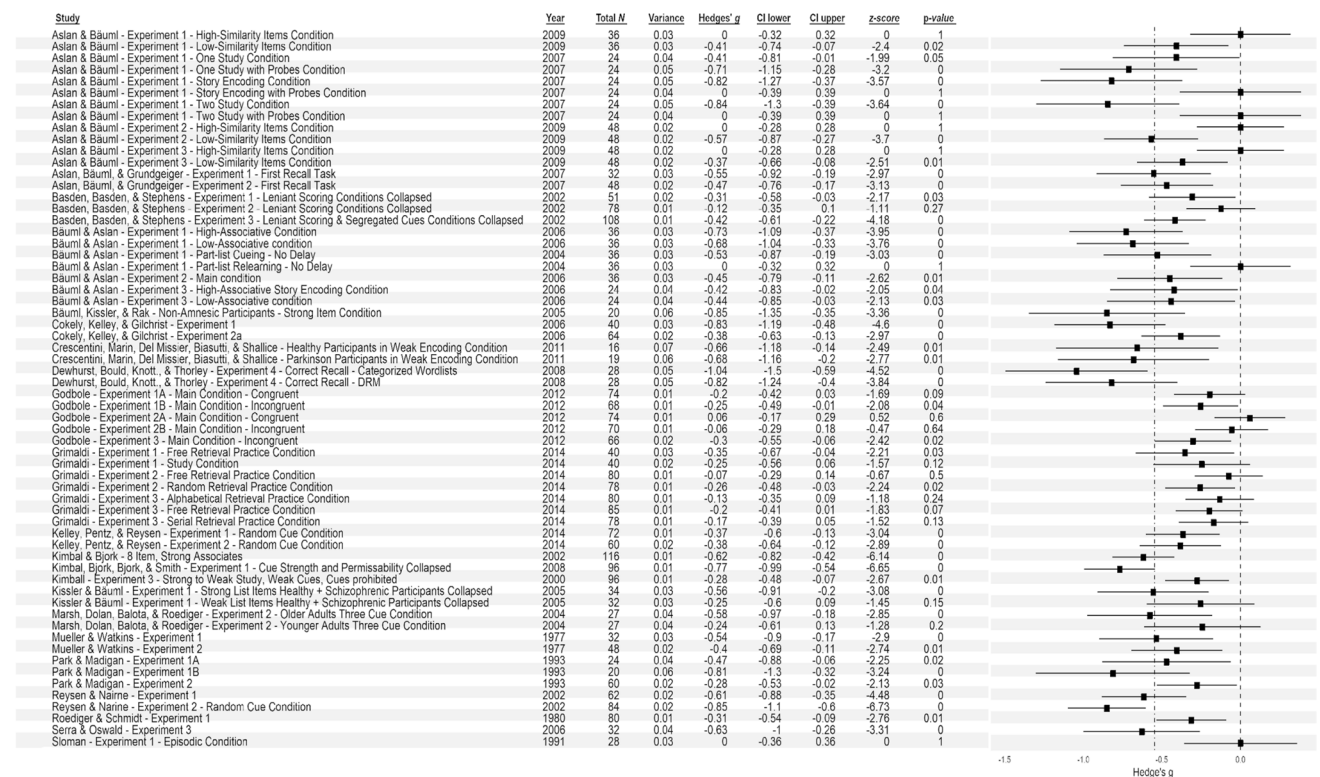 Study Year Total N Variance Hedges' g CI lower CI upper z-score p-value
Aslan & Bäuml - Experiment 1 - High-Similarity Items Condition 2009 36 0.03 0 -0.32 0.32 0 1
Aslan & Bäuml - Experiment 1 - Low-Similarity Items Condition 2009 36 0.03 -0.41 -0.74 -0.07 -2.4 0.02
Aslan & Bäuml - Experiment 1 - One Study Condition 2007 24 0.04 -0.41 -0.81 -0.01 -1.99 0.05
Aslan & Bäuml - Experiment 1 - One Study with Probes Condition 2007 24 0.05 -0.71 -1.15 -0.28 -3.2 0
Aslan & Bäuml - Experiment 1 - Story Encoding Condition 2007 24 0.05 -0.82 -1.27 -0.37 -3.57 0
Aslan & Bäuml - Experiment 1 - Story Encoding with Probes Condition 2007 24 0.04 0 -0.39 0.39 0 1
Aslan & Bäuml - Experiment 1 - Two Study Condition 2007 24 0.05 -0.84 -1.3 -0.39 -3.64 0
Aslan & Bäuml - Experiment 1 - Two Study with Probes Condition 2007 24 0.04 0 -0.39 0.39 0 1
Aslan & Bäuml - Experiment 2 - High-Similarity Items Condition 2009 48 0.02 0 -0.28 0.28 0 1
Aslan & Bäuml - Experiment 2 - Low-Similarity Items Condition 2009 48 0.02 -0.57 -0.87 -0.27 -3.7 0
Aslan & Bäuml - Experiment 3 - High-Similarity Items Condition 2009 48 0.02 0 -0.28 0.28 0 1
Aslan & Bäuml - Experiment 3 - Low-Similarity Items Condition 2009 48 0.02 -0.37 -0.66 -0.08 -2.51 0.01
Aslan, Bäuml, & Grundgeiger - Experiment 1 - First Recall Task 2007 32 0.03 -0.55 -0.92 -0.19 -2.97 0
Aslan, Bäuml, & Grundgeiger - Experiment 2 - First Recall Task 2007 48 0.02 -0.47 -0.76 -0.17 -3.13 0
Basden, Basden, & Stephens - Experiment 1 - Leniant Scoring Conditions Collapsed 2002 51 0.02 -0.31 -0.58 -0.03 -2.17 0.03
Basden, Basden, & Stephens - Experiment 2 - Leniant Scoring Conditions Collapsed 2002 78 0.01 -0.12 -0.35 0.1 -1.11 0.27
Basden, Basden, & Stephens - Experiment 3 - Leniant Scoring & Segregated Cues Conditions Collapsed 2002 108 0.01 -0.42 -0.61 -0.22 -4.18 0
Bäuml & Aslan - Experiment 1 - High-Associative Condition 2006 36 0.03 -0.73 -1.09 -0.37 -3.95 0
Bäuml & Aslan - Experiment 1 - Low-Associative condition 2006 36 0.03 -0.68 -1.04 -0.33 -3.76 0
Bäuml & Aslan - Experiment 1 - Part-list Cueing - No Delay 2004 36 0.03 -0.53 -0.87 -0.19 -3.03 0
Bäuml & Aslan - Experiment 1 - Part-list Relearning - No Delay 2004 36 0.03 0 -0.32 0.32 0 1
Bäuml & Aslan - Experiment 2 - Main condition 2006 36 0.03 -0.45 -0.79 -0.11 -2.62 0.01
Bäuml & Aslan - Experiment 3 - High-Associative Story Encoding Condition 2006 24 0.04 -0.42 -0.83 -0.02 -2.05 0.04
Bäuml & Aslan - Experiment 3 - Low-Associative condition 2006 24 0.04 -0.44 -0.85 -0.03 -2.13 0.03
Bäuml, Kissler, & Rak - Non-Amnesic Participants - Strong Item Condition 2005 20 0.06 -0.85 -1.35 -0.35 -3.36 0
Cokely, Kelley, & Gilchrist - Experiment 1 2006 40 0.03 -0.83 -1.19 -0.48 -4.6 0
Cokely, Kelley, & Gilchrist - Experiment 2a 2006 64 0.02 -0.38 -0.63 -0.13 -2.97 0
Crescentini, Marin, Del Missier, Biasutti, & Shallice - Healthy Participants in Weak Encoding Condition 2011 16 0.07 -0.66 -1.18 -0.14 -2.49 0.01
Crescentini, Marin, Del Missier, Biasutti, & Shallice - Parkinson Participants in Weak Encoding Condition 2011 19 0.06 -0.68 -1.16 -0.2 -2.77 0.01
Dewhurst, Bould, Knott,, & Thorley - Experiment 4 - Correct Recall - Categorized Wordlists 2008 28 0.05 -1.04 -1.5 -0.59 -4.52 0
Dewhurst, Bould, Knott,, & Thorley - Experiment 4 - Correct Recall - DRM 2008 28 0.05 -0.82 -1.24 -0.4 -3.84 0
Godbole - Experiment 1A - Main Condition - Congruent 2012 74 0.01 -0.2 -0.42 0.03 -1.69 0.09
Godbole - Experiment 1B - Main Condition - Incongruent 2012 68 0.01 -0.25 -0.49 -0.01 -2.08 0.04
Godbole - Experiment 2A - Main Condition - Congruent 2012 74 0.01 0.06 -0.17 0.29 0.52 0.6
Godbole - Experiment 2B - Main Condition - Incongruent 2012 70 0.01 -0.06 -0.29 0.18 -0.47 0.64
Godbole - Experiment 3 - Main Condition - Incongruent 2012 66 0.02 -0.3 -0.55 -0.06 -2.42 0.02
Grimaldi - Experiment 1 - Free Retrieval Practice Condition 2014 40 0.03 -0.35 -0.67 -0.04 -2.21 0.03
Grimaldi - Experiment 1 - Study Condition 2014 40 0.02 -0.25 -0.56 0.06 -1.57 0.12
Grimaldi - Experiment 2 - Free Retrieval Practice Condition 2014 80 0.01 -0.07 -0.29 0.14 -0.67 0.5
Grimaldi - Experiment 2 - Random Retrieval Practice Condition 2014 78 0.01 -0.26 -0.48 -0.03 -2.24 0.02
Grimaldi - Experiment 3 - Alphabetical Retrieval Practice Condition 2014 80 0.01 -0.13 -0.35 0.09 -1.18 0.24
Grimaldi - Experiment 3 - Free Retrieval Practice Condition 2014 85 0.01 -0.2 -0.41 0.01 -1.83 0.07
Grimaldi - Experiment 3 - Serial Retrieval Practice Condition 2014 78 0.01 -0.17 -0.39 0.05 -1.52 0.13
Kelley, Pentz, & Reysen - Experiment 1 - Random Cue Condition 2014 72 0.01 -0.37 -0.6 -0.13 -3.04 0
Kelley, Pentz, & Reysen - Experiment 2 - Random Cue Condition 2014 60 0.02 -0.38 -0.64 -0.12 -2.89 0
Kimbal & Bjork - 8 Item, Strong Associates 2002 116 0.01 -0.62 -0.82 -0.42 -6.14 0
Kimbal, Bjork, Bjork, & Smith - Experiment 1 - Cue Strength and Permissability Collapsed 2008 96 0.01 -0.77 -0.99 -0.54 -6.65 0
Kimball - Experiment 3 - Strong to Weak Study, Weak Cues, Cues prohibited 2000 96 0.01 -0.28 -0.48 -0.07 -2.67 0.01
Kissler & Bäuml - Experiment 1 - Strong List Items Healthy + Schizophrenic Participants Collapsed 2005 34 0.03 -0.56 -0.91 -0.2 -3.08 0
Kissler & Bäuml - Experiment 1 - Weak List Items Healthy + Schizophrenic Participants Collapsed 2005 32 0.03 -0.25 -0.6 0.09 -1.45 0.15
Marsh, Dolan, Balota, & Roediger - Experiment 2 - Older Adults Three Cue Condition 2004 27 0.04 -0.58 -0.97 -0.18 -2.85 0
Marsh, Dolan, Balota, & Roediger - Experiment 2 - Younger Adults Three Cue Condition 2004 27 0.04 -0.24 -0.61 0.13 -1.28 0.2
Mueller & Watkins - Experiment 1 1977 32 0.03 -0.54 -0.9 -0.17 -2.9 0
Mueller & Watkins - Experiment 2 1977 48 0.02 -0.4 -0.69 -0.11 -2.74 0.01
Park & Madigan - Experiment 1A 1993 24 0.04 -0.47 -0.88 -0.06 -2.25 0.02
Park & Madigan - Experiment 1B 1993 20 0.06 -0.81 -1.3 -0.32 -3.24 0
Park & Madigan - Experiment 2 1993 60 0.02 -0.28 -0.53 -0.02 -2.13 0.03
Reysen & Nairne - Experiment 1 2002 62 0.02 -0.61 -0.88 -0.35 -4.48 0
Reysen & Narine - Experiment 2 - Random Cue Condition 2002 84 0.02 -0.85 -1.1 -0.6 -6.73 0
Roediger & Schmidt - Experiment 1 1980 80 0.01 -0.31 -0.54 -0.09 -2.76 0.01
Serra & Oswald - Experiment 3 2006 32 0.04 -0.63 -1 -0.26 -3.31 0
Sloman - Experiment 1 - Episodic Condition 1991 28 0.03 0 -0.36 0.36 0 1
-1.5 -1.0 -0.5 0.0
Hedge's g